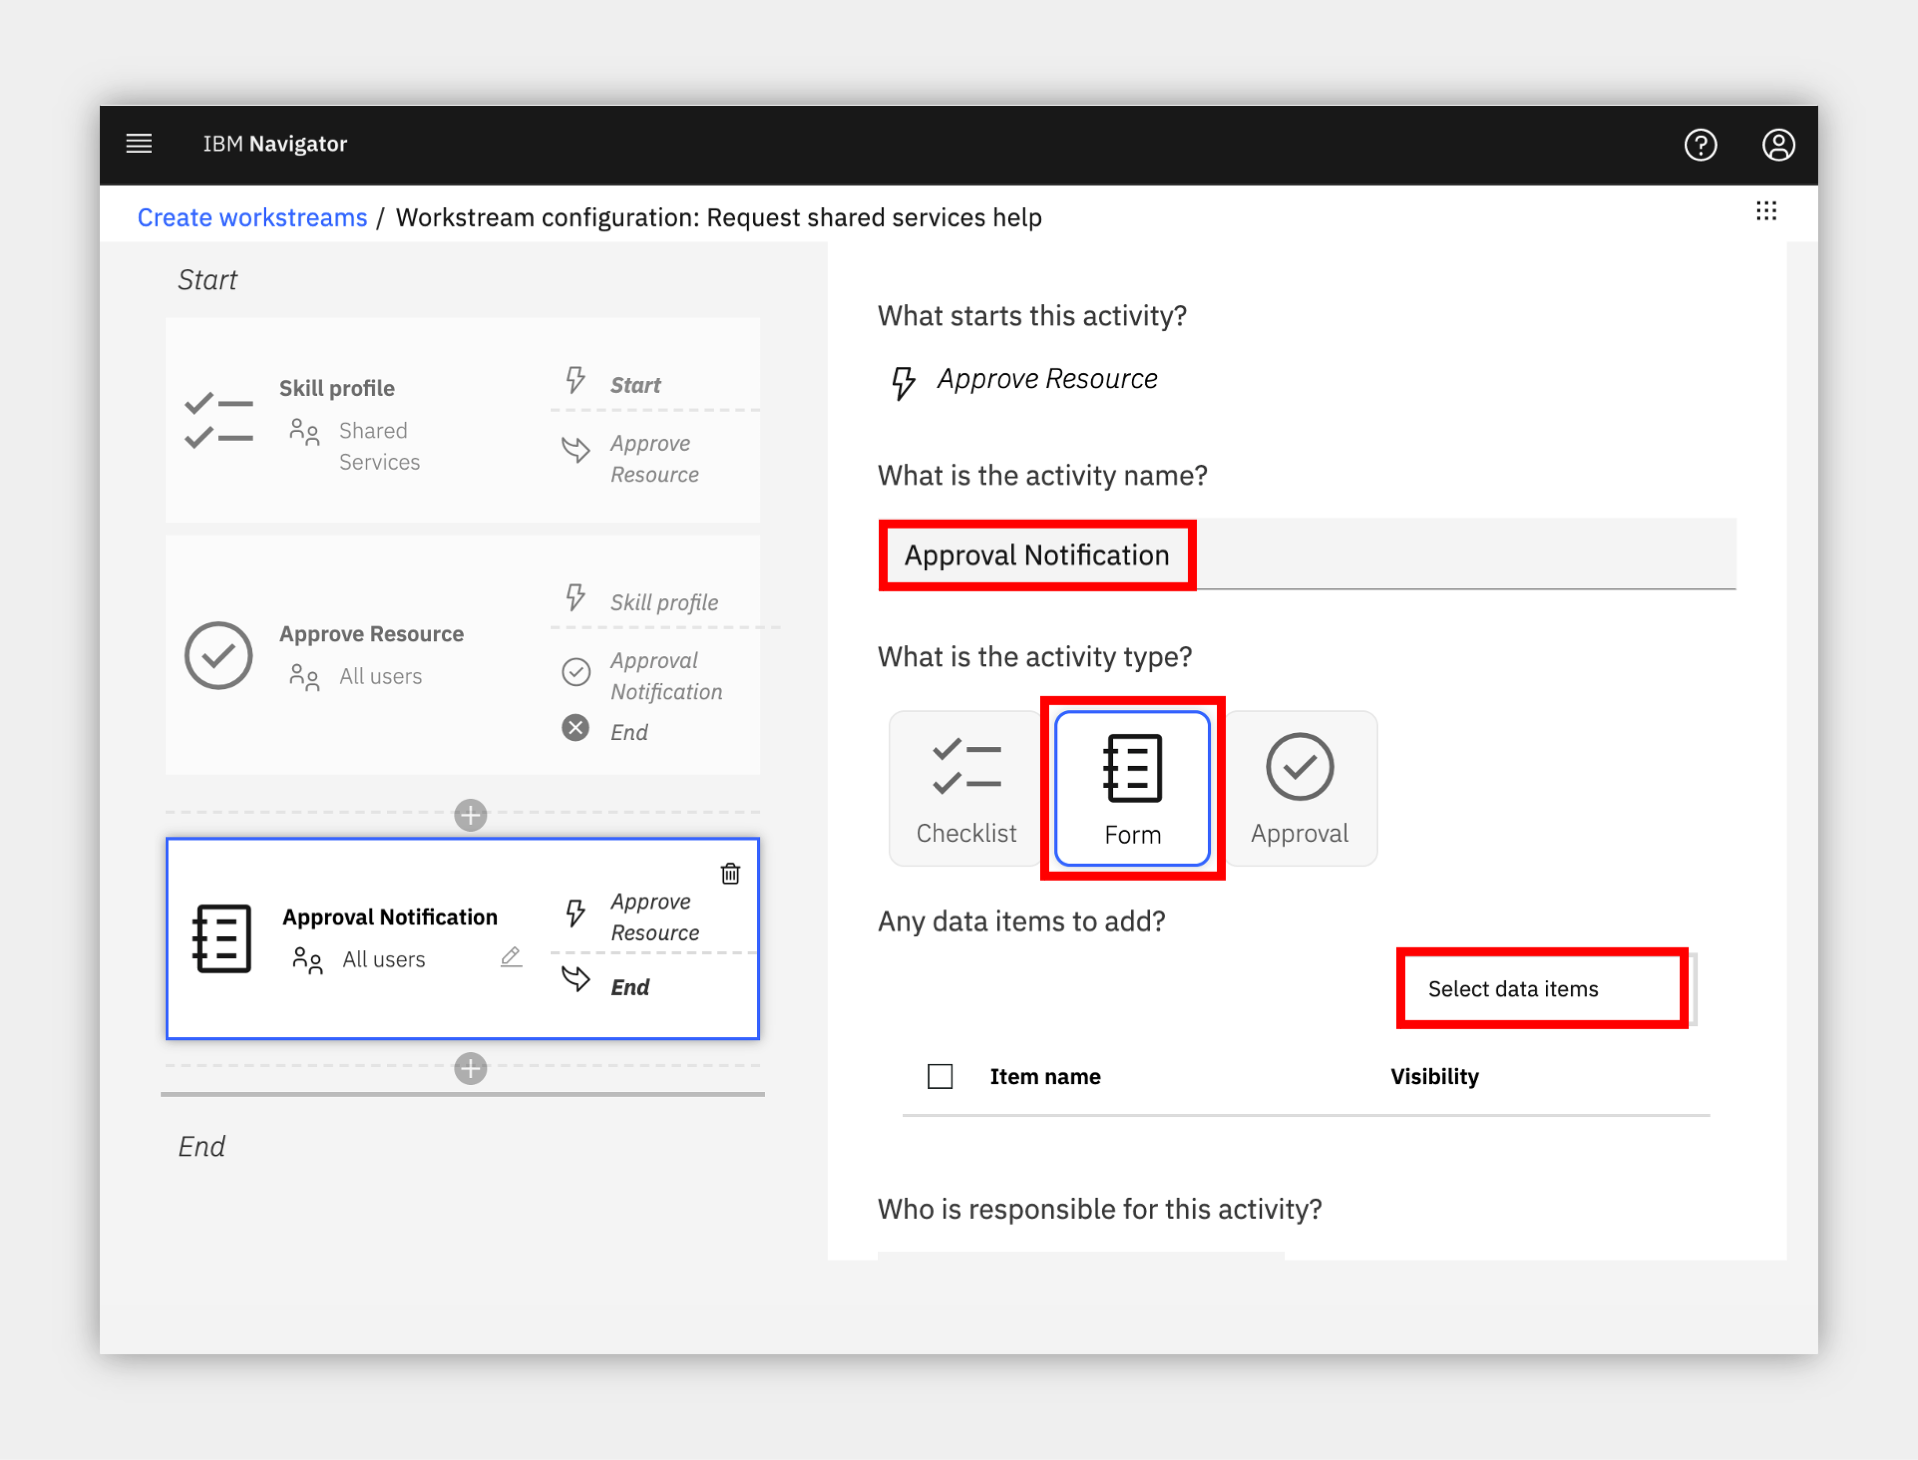 IBM Navigator
Create workstreams / Workstream configuration: Request shared services help
Start
Skill profile
Shared
Services
Start
Approve
Resource
Approve Resource
All users
Skill profile
Approval
Notification
End
Approval Notification
All users
Approve
Resource
End
End
What starts this activity?
Approve Resource
What is the activity name?
Approval Notification
What is the activity type?
Checklist
Form
Approval
Any data items to add?
Select data items
Item name
Visibility
Who is responsible for this activity?